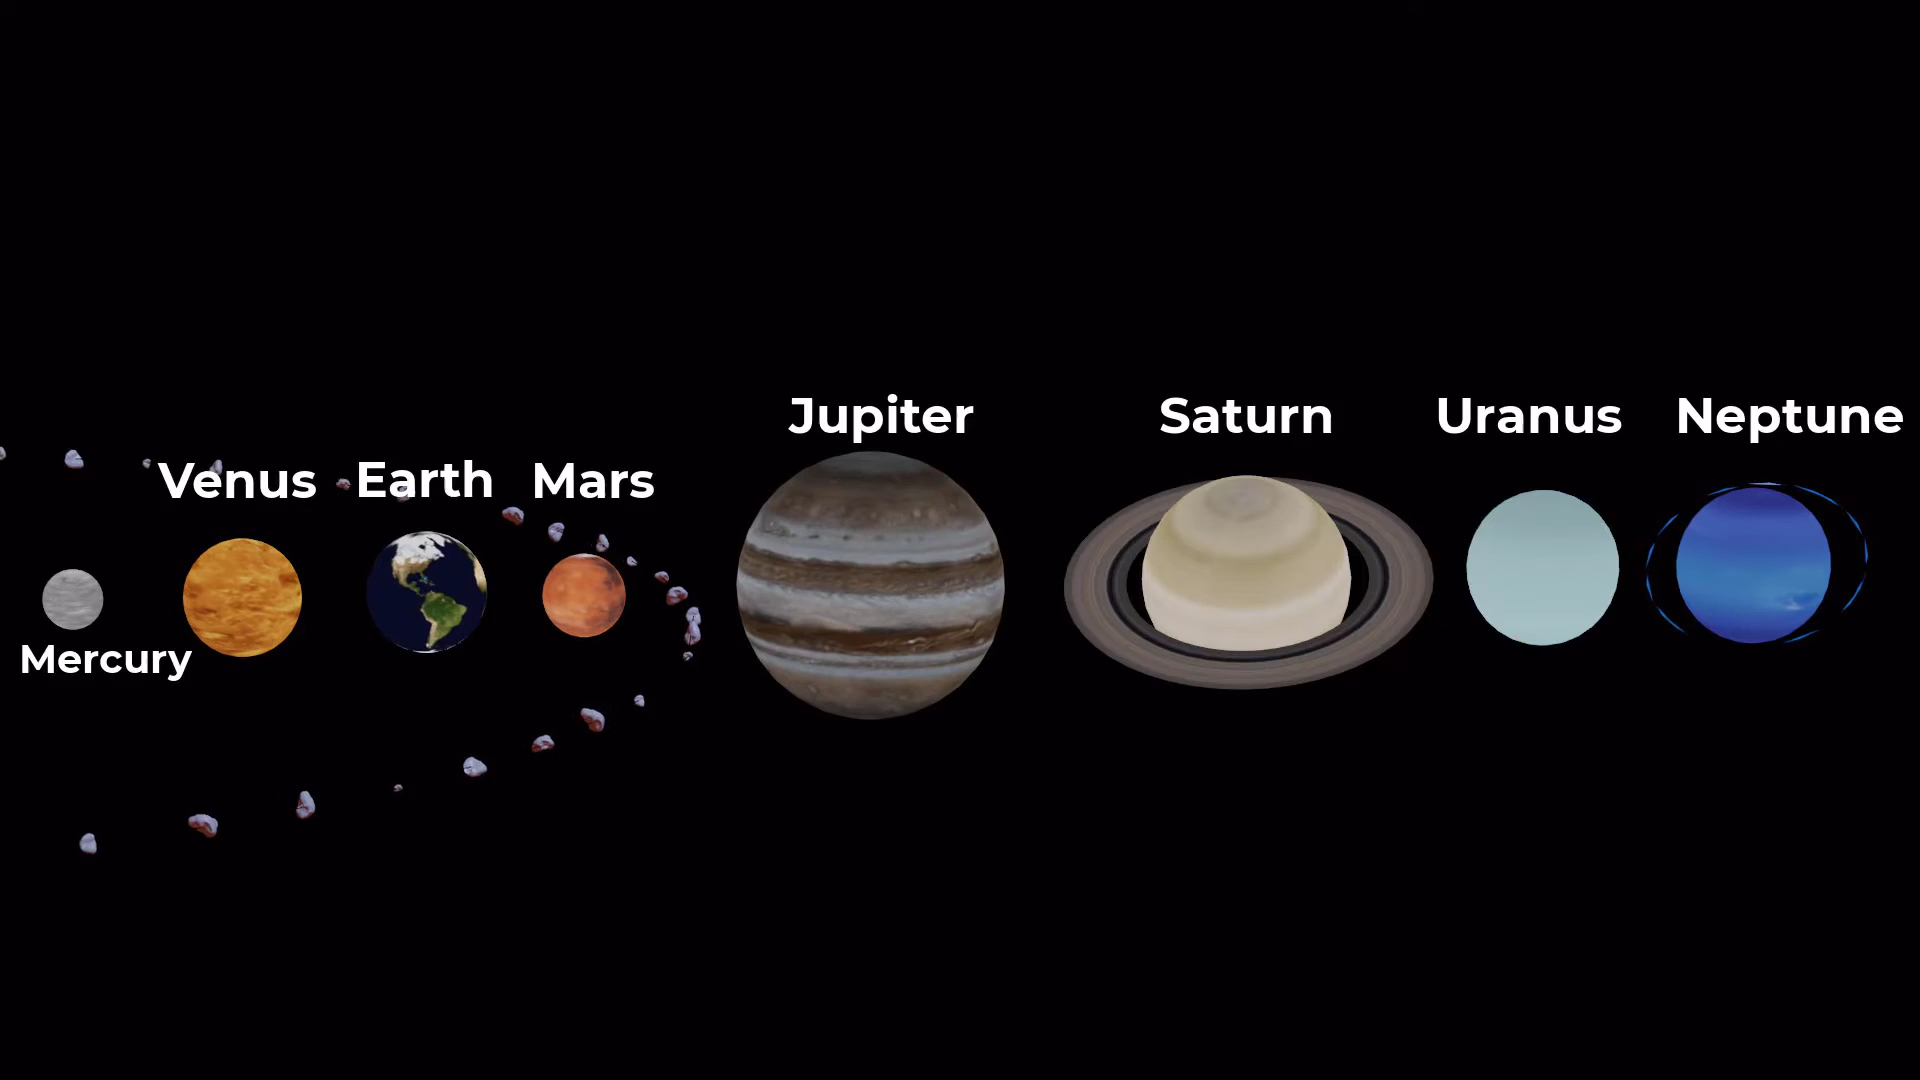 Mercury
Venus
Earth
Mars
Jupiter
Saturn
Uranus
Neptune